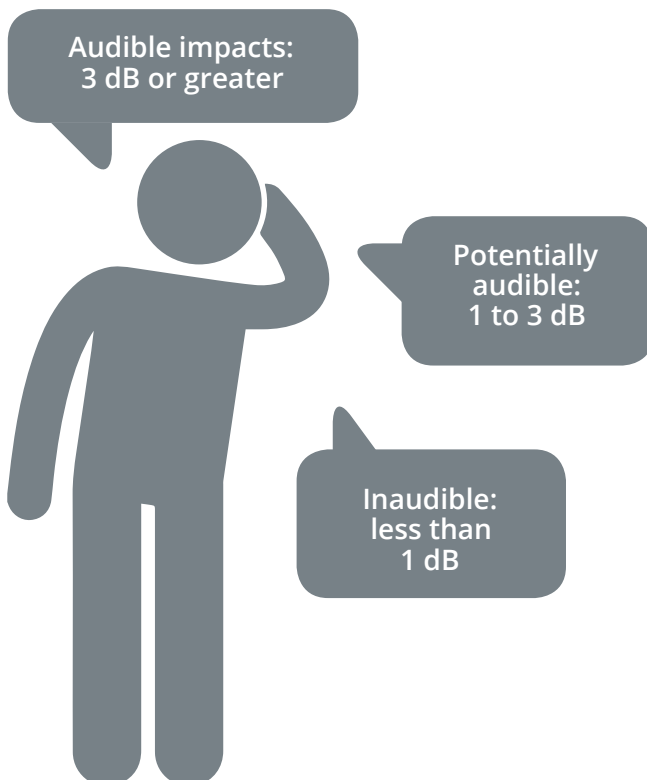 Audible impacts:
3 dB or greater
Potentially
audible:
1 to 3 dB
Inaudible:
less than
1 dB